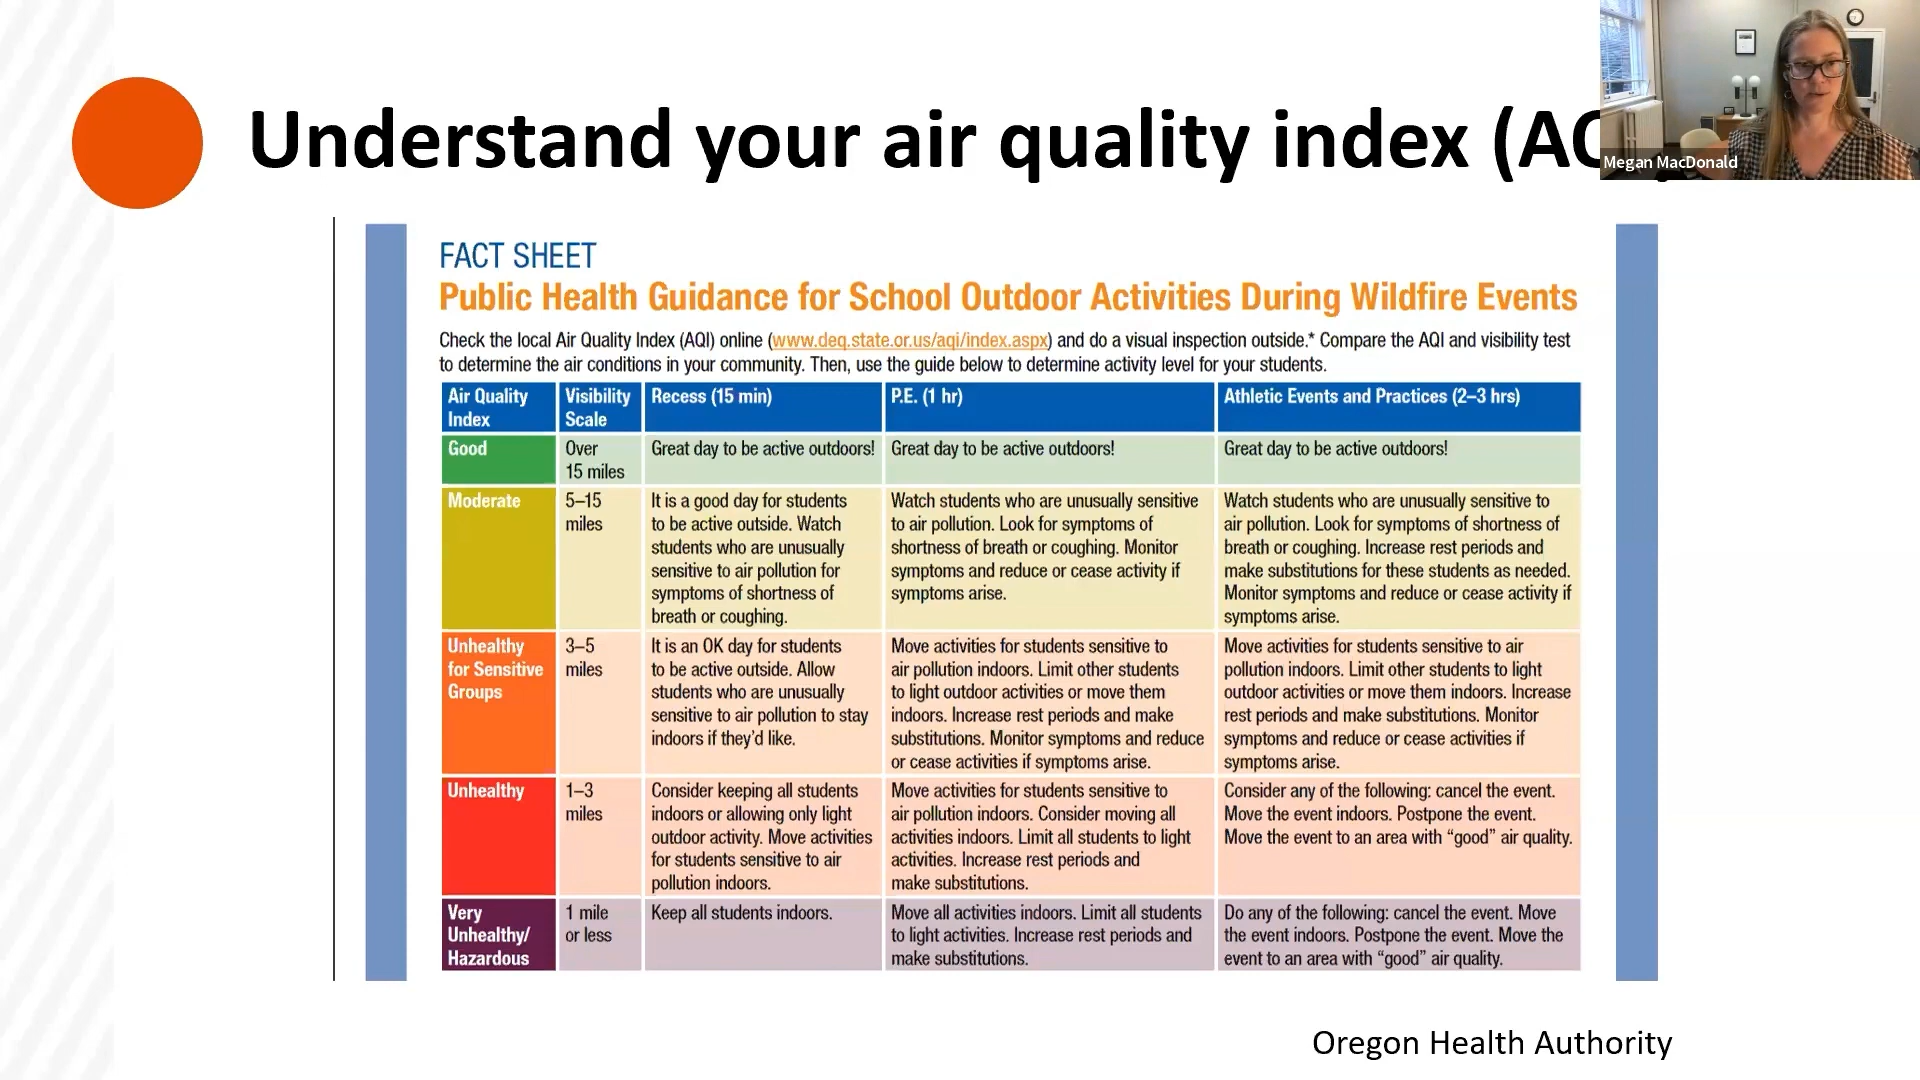 Understand your air quality index (AQ
Megan MacDonald
FACT SHEET
Public Health Guidance for School Outdoor Activities During Wildfire Events
Check the local Air Quality Index (AQI) online (www.deq.state.or.us/aqi/index.aspx) and do a visual inspection outside.* Compare the AQI and visibility test
to determine the air conditions in your community. Then, use the guide below to determine activity level for your students.
Air Quality
Index
Visibility
Scale
Recess (15 min)
P.E. (1 hr)
Athletic Events and Practices (2–3 hrs)
Good
Over
15 miles
Great day to be active outdoors!
Great day to be active outdoors!
Great day to be active outdoors!
Moderate
5–15
miles
It is a good day for students
to be active outside. Watch
students who are unusually
sensitive to air pollution for
symptoms of shortness of
breath or coughing.
Watch students who are unusually sensitive
to air pollution. Look for symptoms of
shortness of breath or coughing. Monitor
symptoms and reduce or cease activity if
symptoms arise.
Watch students who are unusually sensitive to
air pollution. Look for symptoms of shortness of
breath or coughing. Increase rest periods and
make substitutions for these students as needed.
Monitor symptoms and reduce or cease activity if
symptoms arise.
Unhealthy
for Sensitive
Groups
3–5
miles
It is an OK day for students
to be active outside. Allow
students who are unusually
sensitive to air pollution to stay
indoors if they’d like.
Move activities for students sensitive to
air pollution indoors. Limit other students
to light outdoor activities or move them
indoors. Increase rest periods and make
substitutions. Monitor symptoms and reduce
or cease activities if symptoms arise.
Move activities for students sensitive to air
pollution indoors. Limit other students to light
outdoor activities or move them indoors. Increase
rest periods and make substitutions. Monitor
symptoms and reduce or cease activities if
symptoms arise.
Unhealthy
1–3
miles
Consider keeping all students
indoors or allowing only light
outdoor activity. Move activities
for students sensitive to air
pollution indoors.
Move activities for students sensitive to
air pollution indoors. Consider moving all
activities indoors. Limit all students to light
activities. Increase rest periods and
make substitutions.
Consider any of the following: cancel the event.
Move the event indoors. Postpone the event.
Move the event to an area with “good” air quality.
Very
Unhealthy/
Hazardous
1 mile
or less
Keep all students indoors.
Move all activities indoors. Limit all students
to light activities. Increase rest periods and
make substitutions.
Do any of the following: cancel the event. Move
the event indoors. Postpone the event. Move the
event to an area with “good” air quality.
Oregon Health Authority